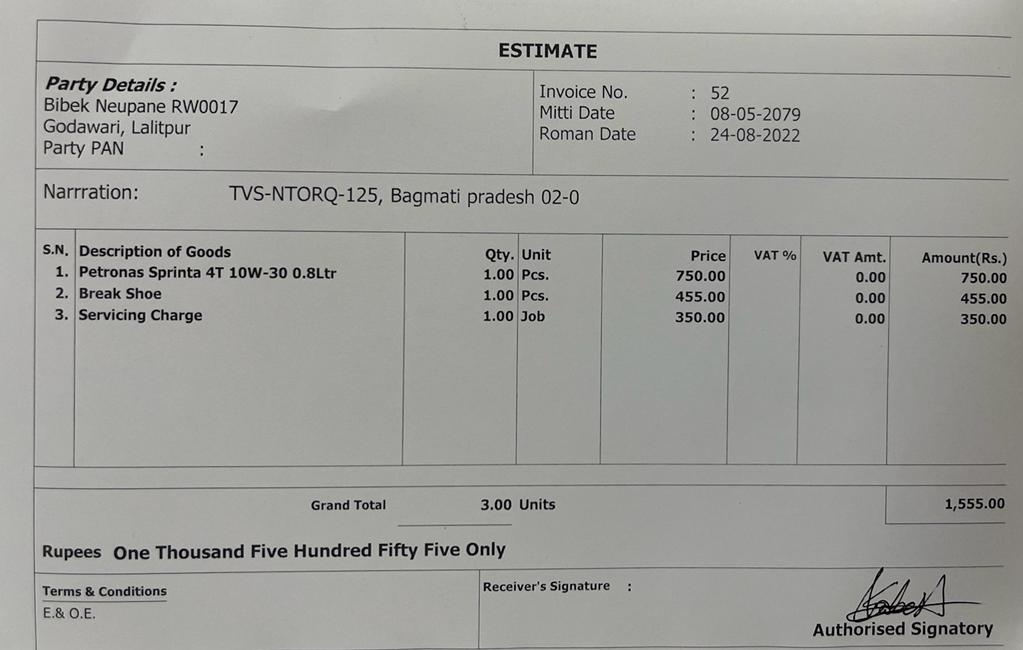 ESTIMATE
Party Details :
Bibek Neupane RW0017
Godawari, Lalitpur
Party PAN :
Invoice No. : 52
Mitti Date : 08-05-2079
Roman Date : 24-08-2022
Narrration: TVS-NTORQ-125, Bagmati pradesh 02-0
S.N. Description of Goods Qty. Unit Price VAT % VAT Amt. Amount(Rs.)
1. Petronas Sprinta 4T 10W-30 0.8Ltr 1.00 Pcs. 750.00 0.00 750.00
2. Break Shoe 1.00 Pcs. 455.00 0.00 455.00
3. Servicing Charge 1.00 Job 350.00 0.00 350.00
Grand Total 3.00 Units 1,555.00
Rupees One Thousand Five Hundred Fifty Five Only
Terms & Conditions
E.& O.E.
Receiver's Signature :
Authorised Signatory